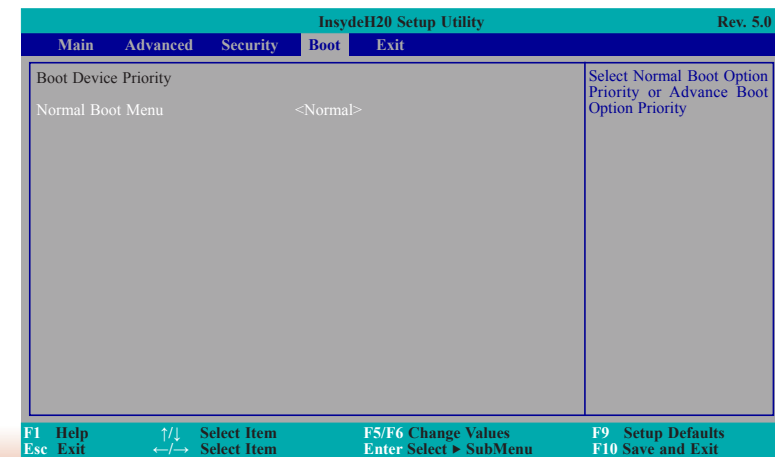 InsydeH20 Setup Utility Rev. 5.0
Main Advanced Security Boot Exit
Boot Device Priority
Normal Boot Menu <Normal>
Select Normal Boot Option
Priority or Advance Boot
Option Priority
F1 Help ↑/↓ Select Item F5/F6 Change Values F9 Setup Defaults
Esc Exit ←/→ Select Item Enter Select ► SubMenu F10 Save and Exit